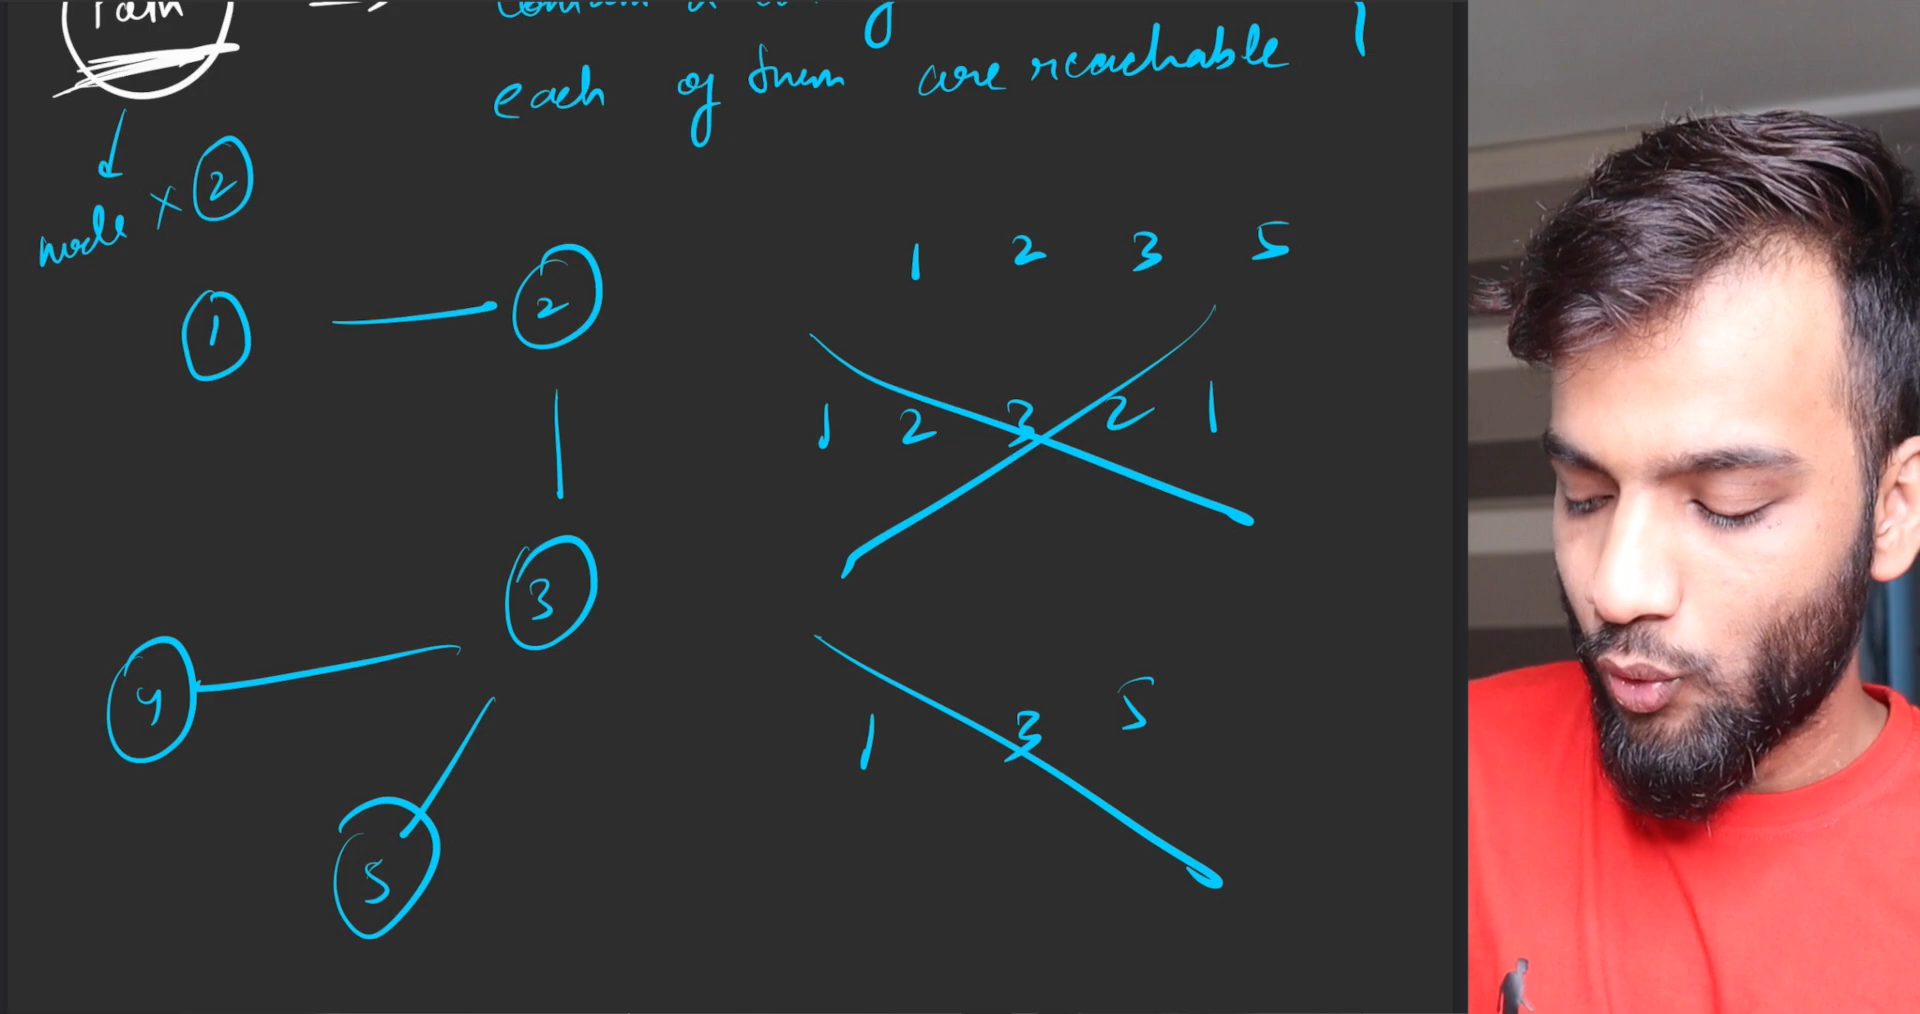 Path =>
each of them are reachable
node × 2
1 2 3 5
1 2
1 2 3 2 1
3
4
1 3 5
5